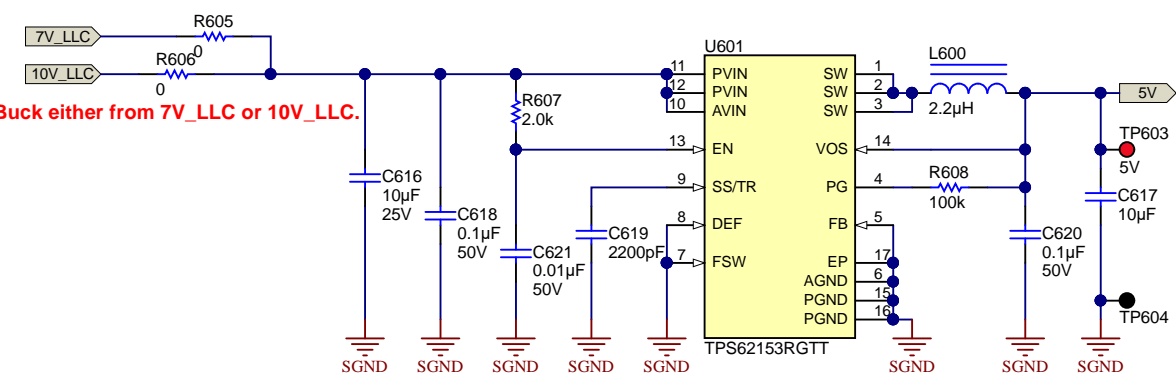 R605
7V_LLC
0
R606
10V_LLC
0
Buck either from 7V_LLC or 10V_LLC.
R607
2.0k
C616
10µF
25V
C618
0.1µF
50V
C621
0.01µF
50V
C619
2200pF
U601
11 PVIN SW 1
12 PVIN SW 2
10 AVIN SW 3
13 EN VOS 14
9 SS/TR PG 4
8 DEF FB 5
7 FSW EP 17
AGND 6
PGND 15
PGND 16
TPS62153RGTT
L600
2.2µH
5V
TP603
5V
R608
100k
C617
10µF
C620
0.1µF
50V
TP604
SGND SGND SGND SGND SGND SGND SGND SGND